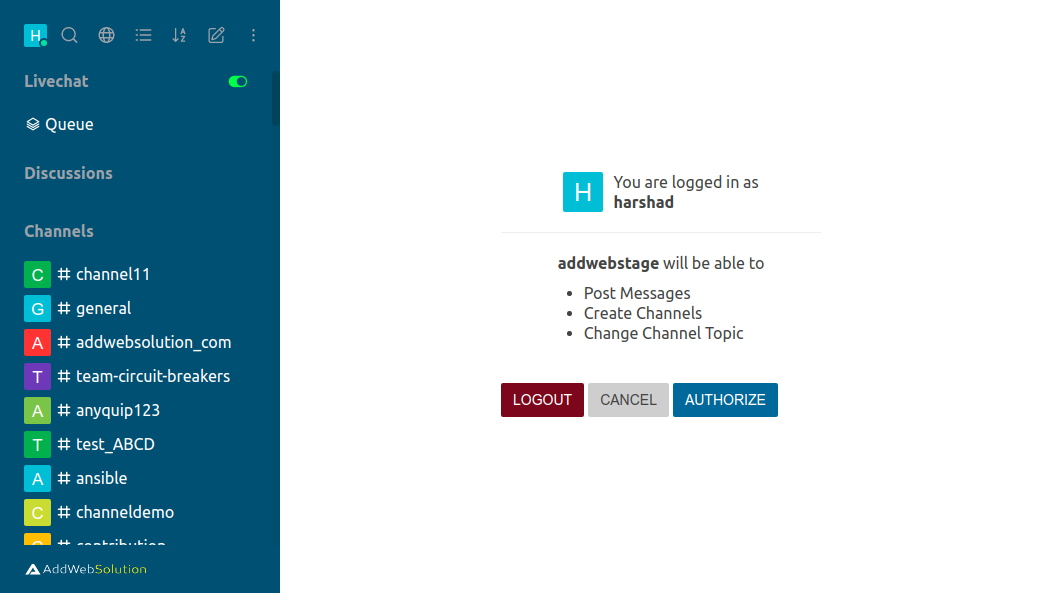 H
Livechat
Queue
Discussions
Channels
C # channel11
G # general
A # addwebsolution_com
T # team-circuit-breakers
A # anyquip123
T # test_ABCD
A # ansible
C # channeldemo
C # contribution
AddWebSolution
H
You are logged in as
harshad
addwebstage will be able to
• Post Messages
• Create Channels
• Change Channel Topic
LOGOUT CANCEL AUTHORIZE